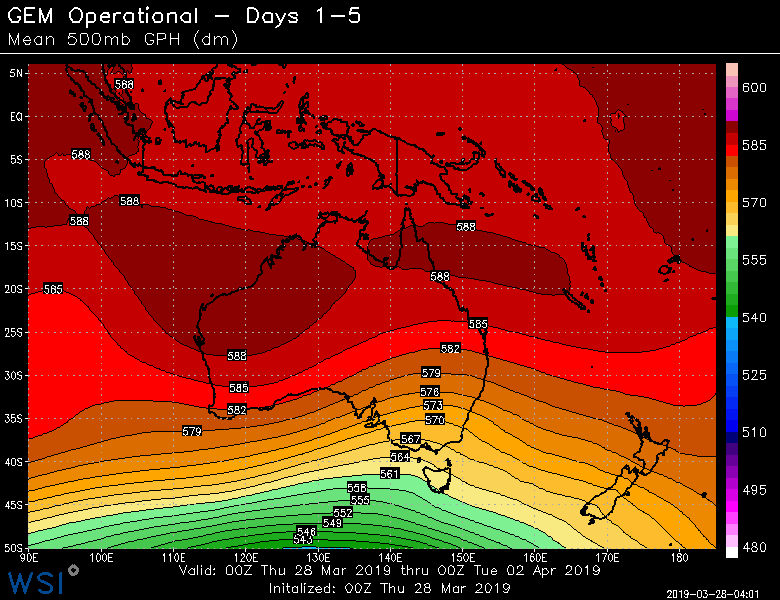 GEM Operational – Days 1–5
Mean 500mb GPH (dm)
5N
EQ
5S
10S
15S
20S
25S
30S
35S
40S
45S
50S
90E 100E 110E 120E 130E 140E 150E 160E 170E 180
568
588
588
588
588
588
588
585
585
585
582
582
579
579
576
573
570
567
564
561
558
555
552
549
546
543
600
585
570
555
540
525
510
495
480
WSI
Valid: 00Z Thu 28 Mar 2019 thru 00Z Tue 02 Apr 2019
Initalized: 00Z Thu 28 Mar 2019
2019-03-28-04:01